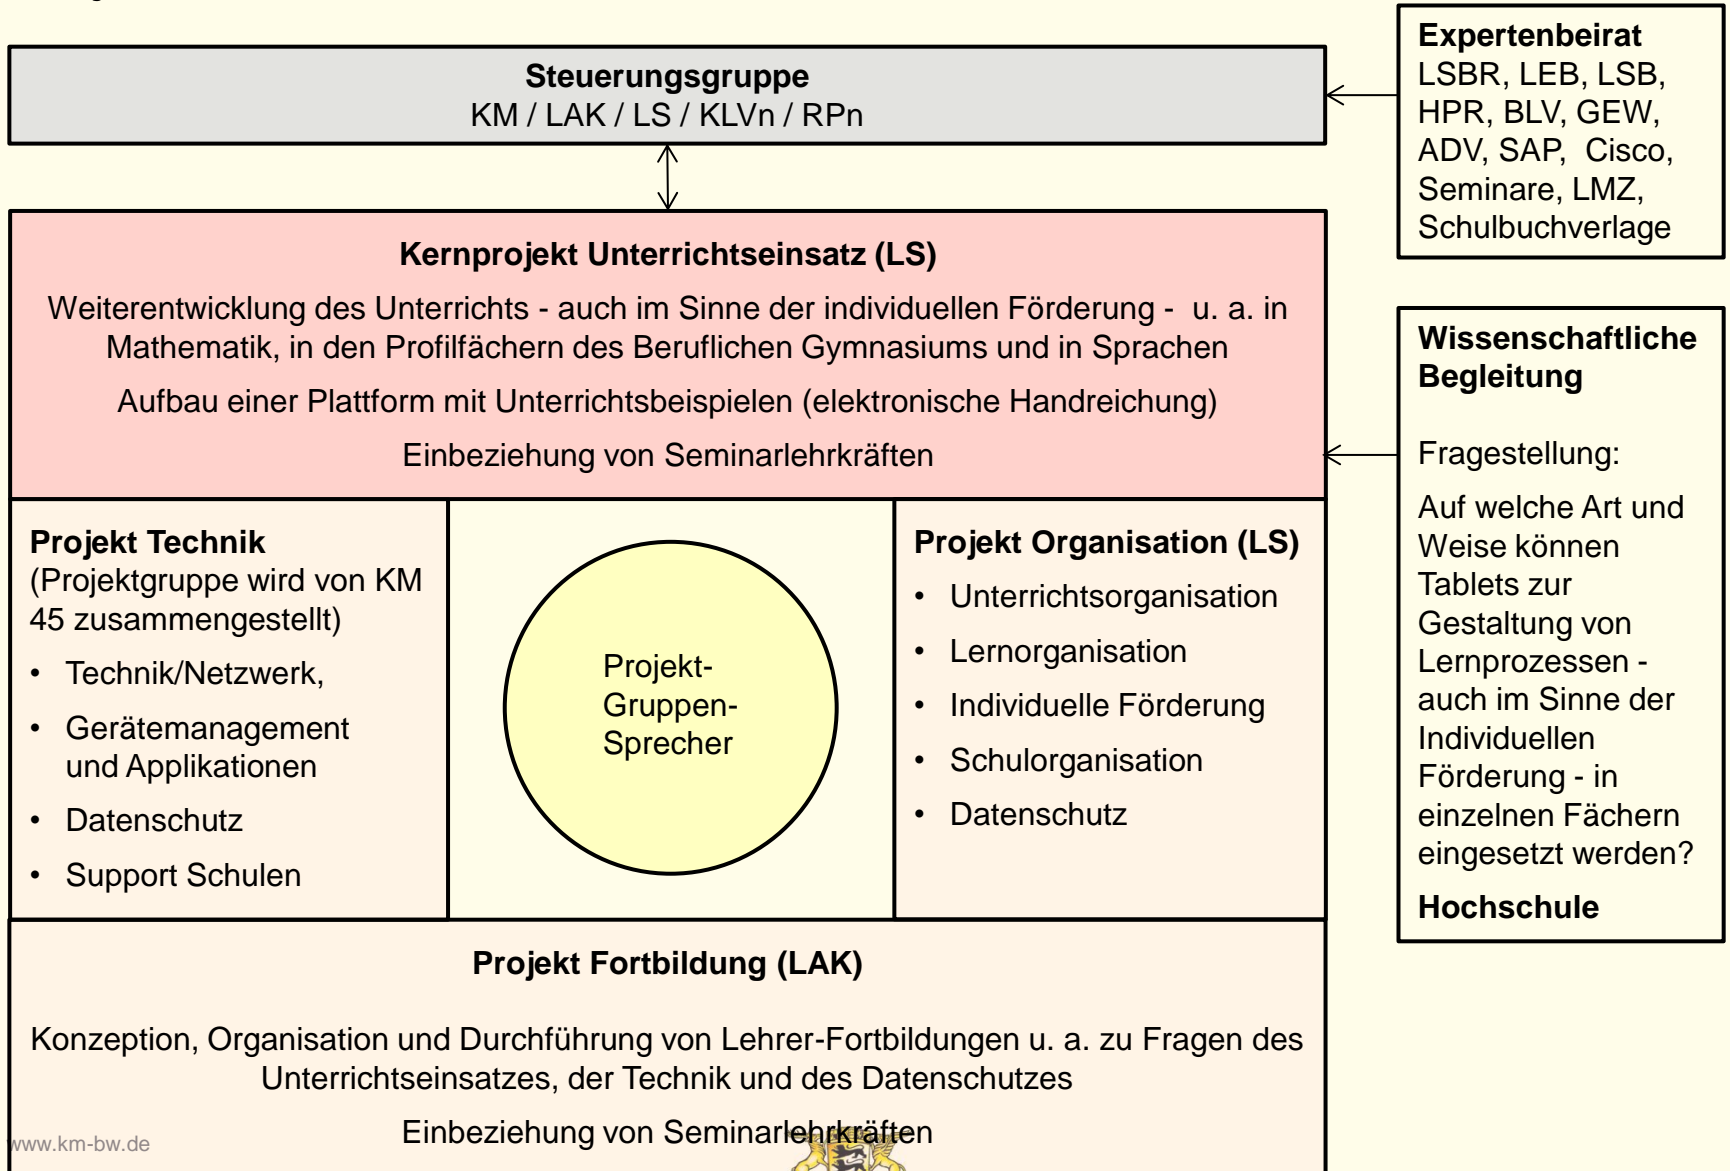 Steuerungsgruppe
KM / LAK / LS / KLVn / RPn
Expertenbeirat
LSBR, LEB, LSB,
HPR, BLV, GEW,
ADV, SAP, Cisco,
Seminare, LMZ,
Schulbuchverlage
Kernprojekt Unterrichtseinsatz (LS)
Weiterentwicklung des Unterrichts - auch im Sinne der individuellen Förderung - u. a. in
Mathematik, in den Profilfächern des Beruflichen Gymnasiums und in Sprachen
Aufbau einer Plattform mit Unterrichtsbeispielen (elektronische Handreichung)
Einbeziehung von Seminarlehrkräften
Wissenschaftliche
Begleitung
Fragestellung:
Auf welche Art und
Weise können
Tablets zur
Gestaltung von
Lernprozessen -
auch im Sinne der
Individuellen
Förderung - in
einzelnen Fächern
eingesetzt werden?
Hochschule
Projekt Technik
(Projektgruppe wird von KM
45 zusammengestellt)
• Technik/Netzwerk,
• Gerätemanagement
und Applikationen
• Datenschutz
• Support Schulen
Projekt-
Gruppen-
Sprecher
Projekt Organisation (LS)
• Unterrichtsorganisation
• Lernorganisation
• Individuelle Förderung
• Schulorganisation
• Datenschutz
Projekt Fortbildung (LAK)
Konzeption, Organisation und Durchführung von Lehrer-Fortbildungen u. a. zu Fragen des
Unterrichtseinsatzes, der Technik und des Datenschutzes
Einbeziehung von Seminarlehrkräften
www.km-bw.de